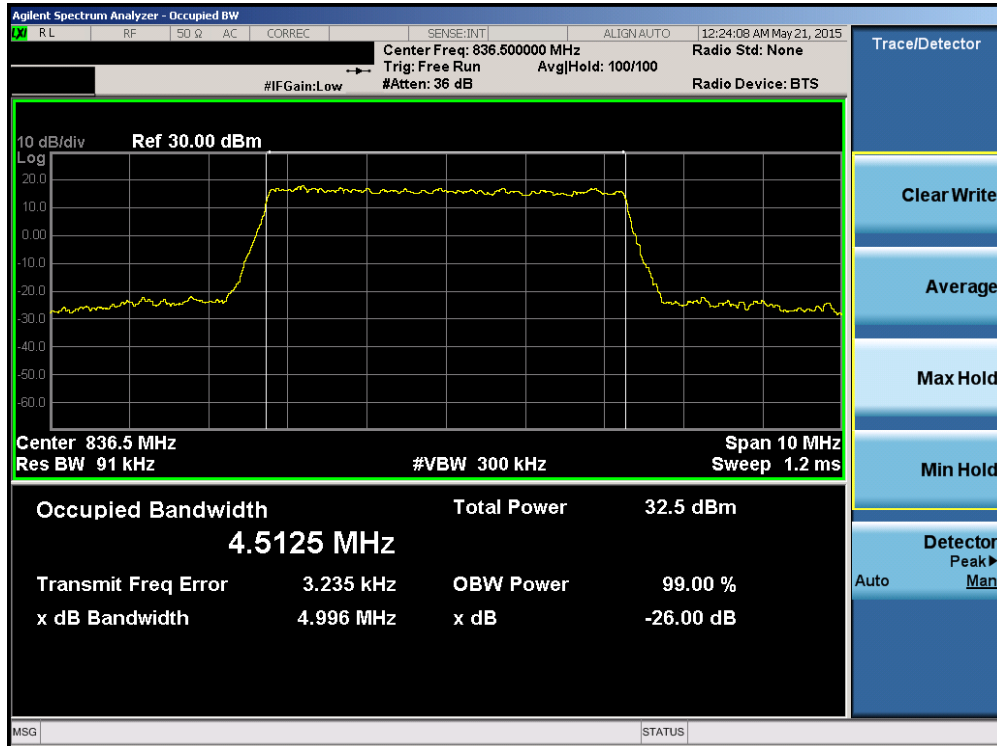 Agilent Spectrum Analyzer - Occupied BW
LXI RL RF 50 Ω AC CORREC SENSE:INT ALIGN AUTO 12:24:08 AM May 21, 2015
Center Freq: 836.500000 MHz Radio Std: None
Trig: Free Run Avg|Hold: 100/100
#IFGain:Low #Atten: 36 dB Radio Device: BTS
10 dB/div Ref 30.00 dBm
Log
20.0
10.0
0.00
-10.0
-20.0
-30.0
-40.0
-50.0
-60.0
Center 836.5 MHz Span 10 MHz
Res BW 91 kHz #VBW 300 kHz Sweep 1.2 ms
Occupied Bandwidth Total Power 32.5 dBm
4.5125 MHz
Transmit Freq Error 3.235 kHz OBW Power 99.00 %
x dB Bandwidth 4.996 MHz x dB -26.00 dB
MSG STATUS
Trace/Detector
Clear Write
Average
Max Hold
Min Hold
Detector
Peak▶
Auto Man